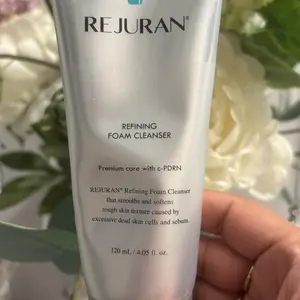 REJURAN®
REFINING
FOAM CLEANSER
Premium care with c-PDRN
REJURAN® Refining Foam Cleanser
that smooths and softens
rough skin texture caused by
excessive dead skin cells and sebum.
120 mL / 4.05 fl. oz.